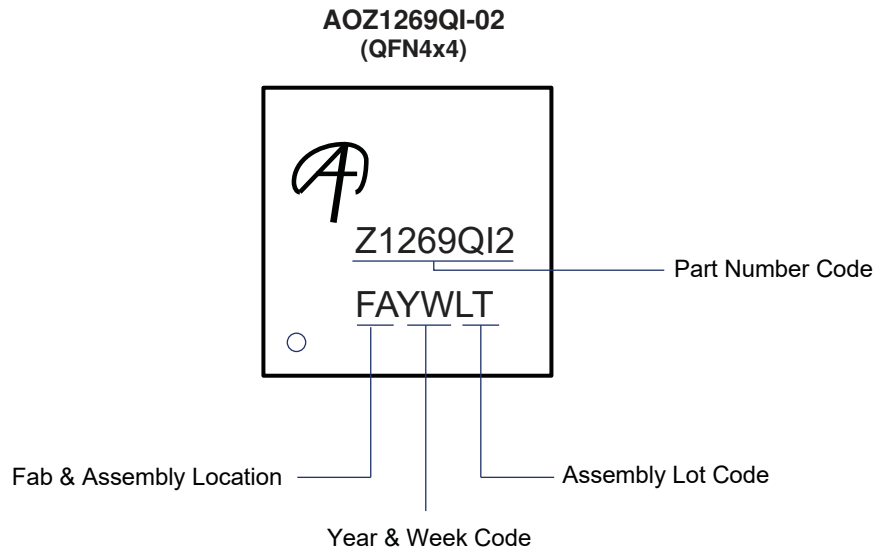 AOZ1269QI-02
(QFN4x4)
Z1269QI2
Part Number Code
FAYWLT
Fab & Assembly Location
Assembly Lot Code
Year & Week Code